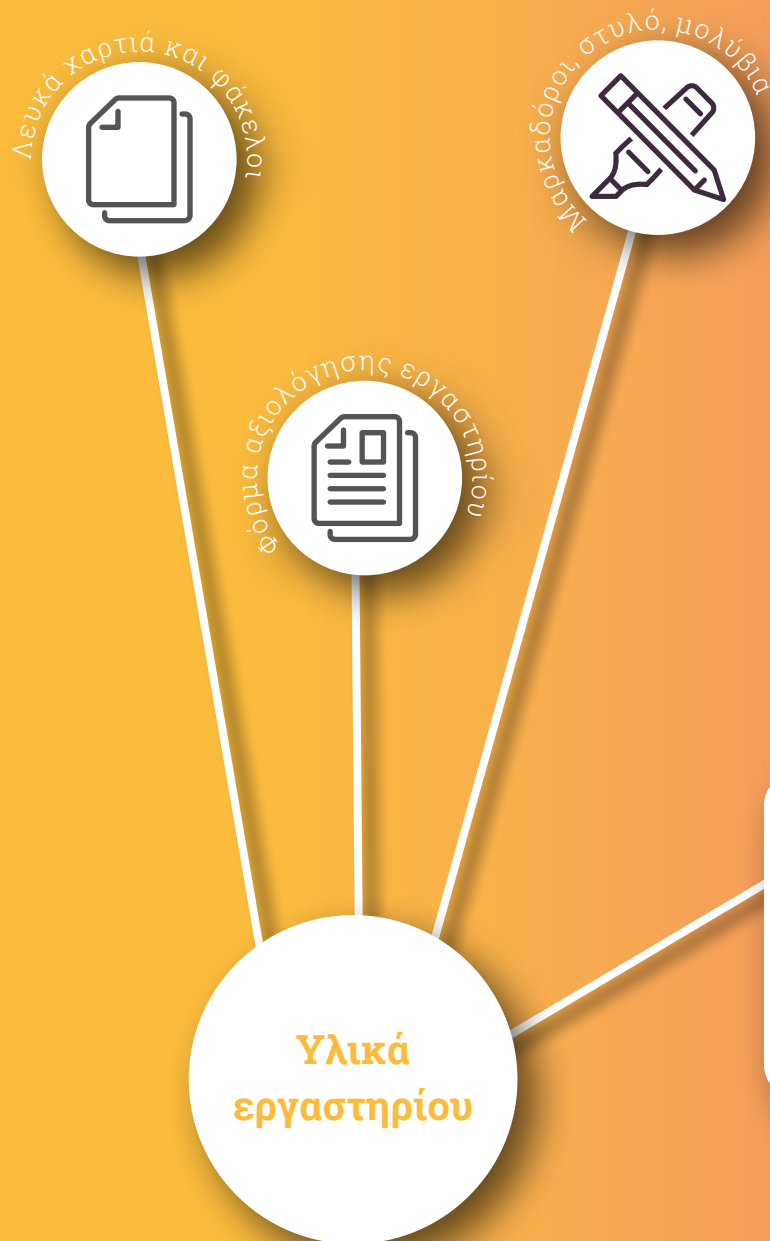 Λευκά χαρτιά και φάκελοι
Μαρκαδόροι, στυλό, μολύβια
Φόρμα αξιολόγησης εργαστηρίου
Υλικά
εργαστηρίου